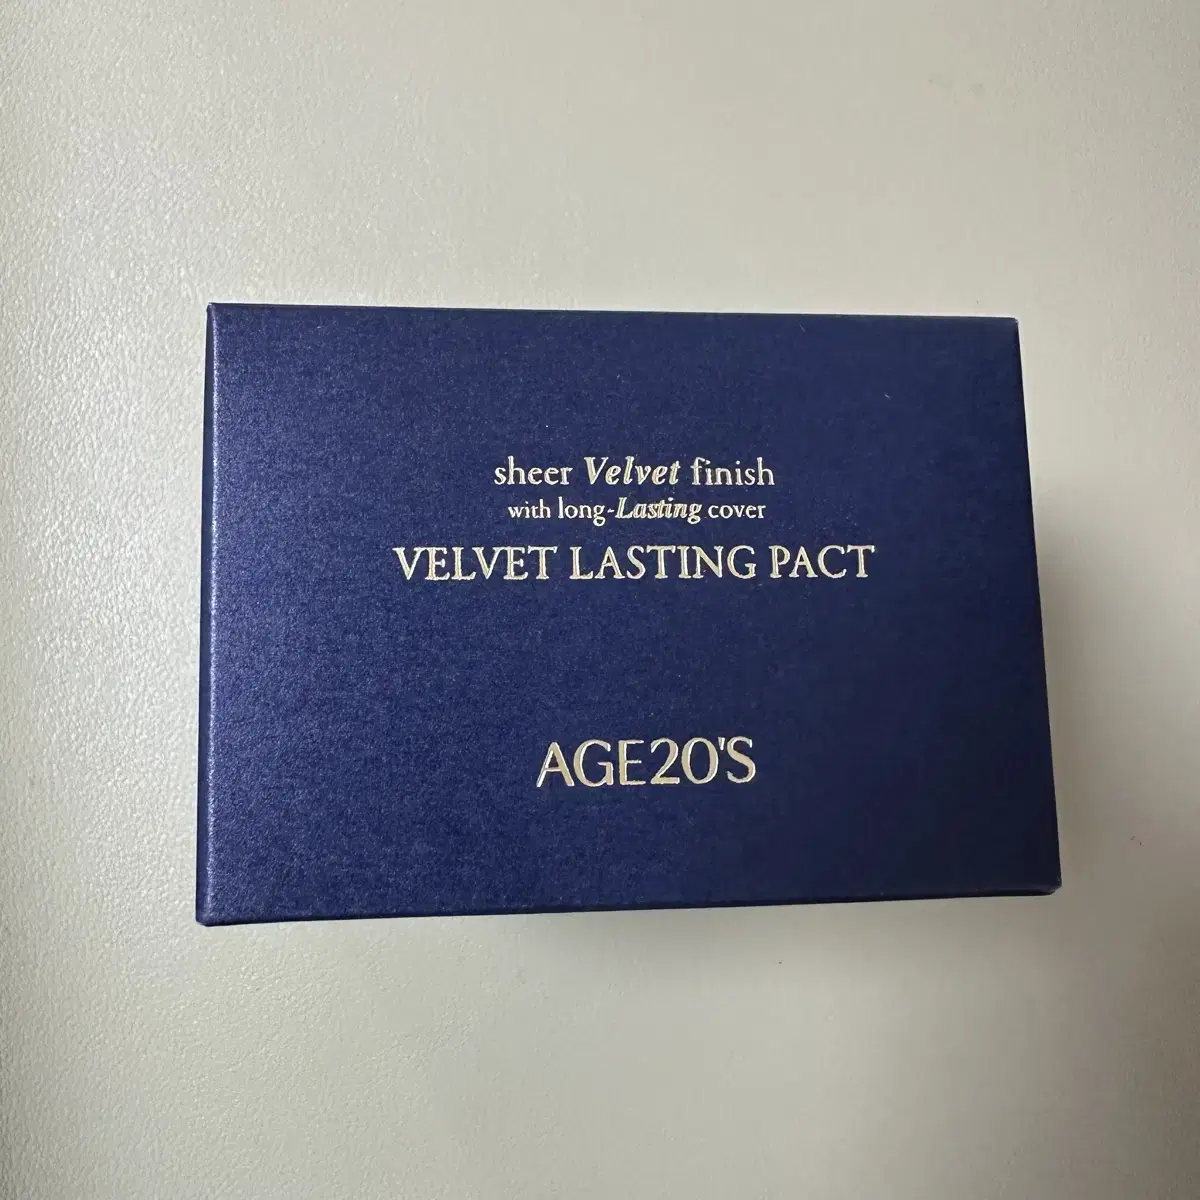 sheer Velvet finish
with long-Lasting cover
VELVET LASTING PACT
AGE20'S